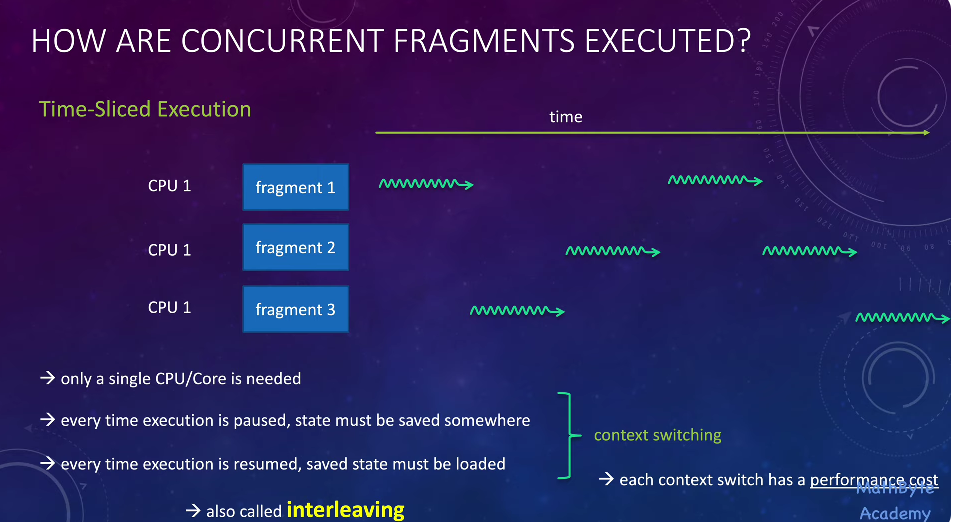 HOW ARE CONCURRENT FRAGMENTS EXECUTED?
Time-Sliced Execution
time
CPU 1
fragment 1
CPU 1
fragment 2
CPU 1
fragment 3
→ only a single CPU/Core is needed
→ every time execution is paused, state must be saved somewhere
context switching
→ every time execution is resumed, saved state must be loaded
→ each context switch has a performance cost
→ also called interleaving
MathByte
Academy